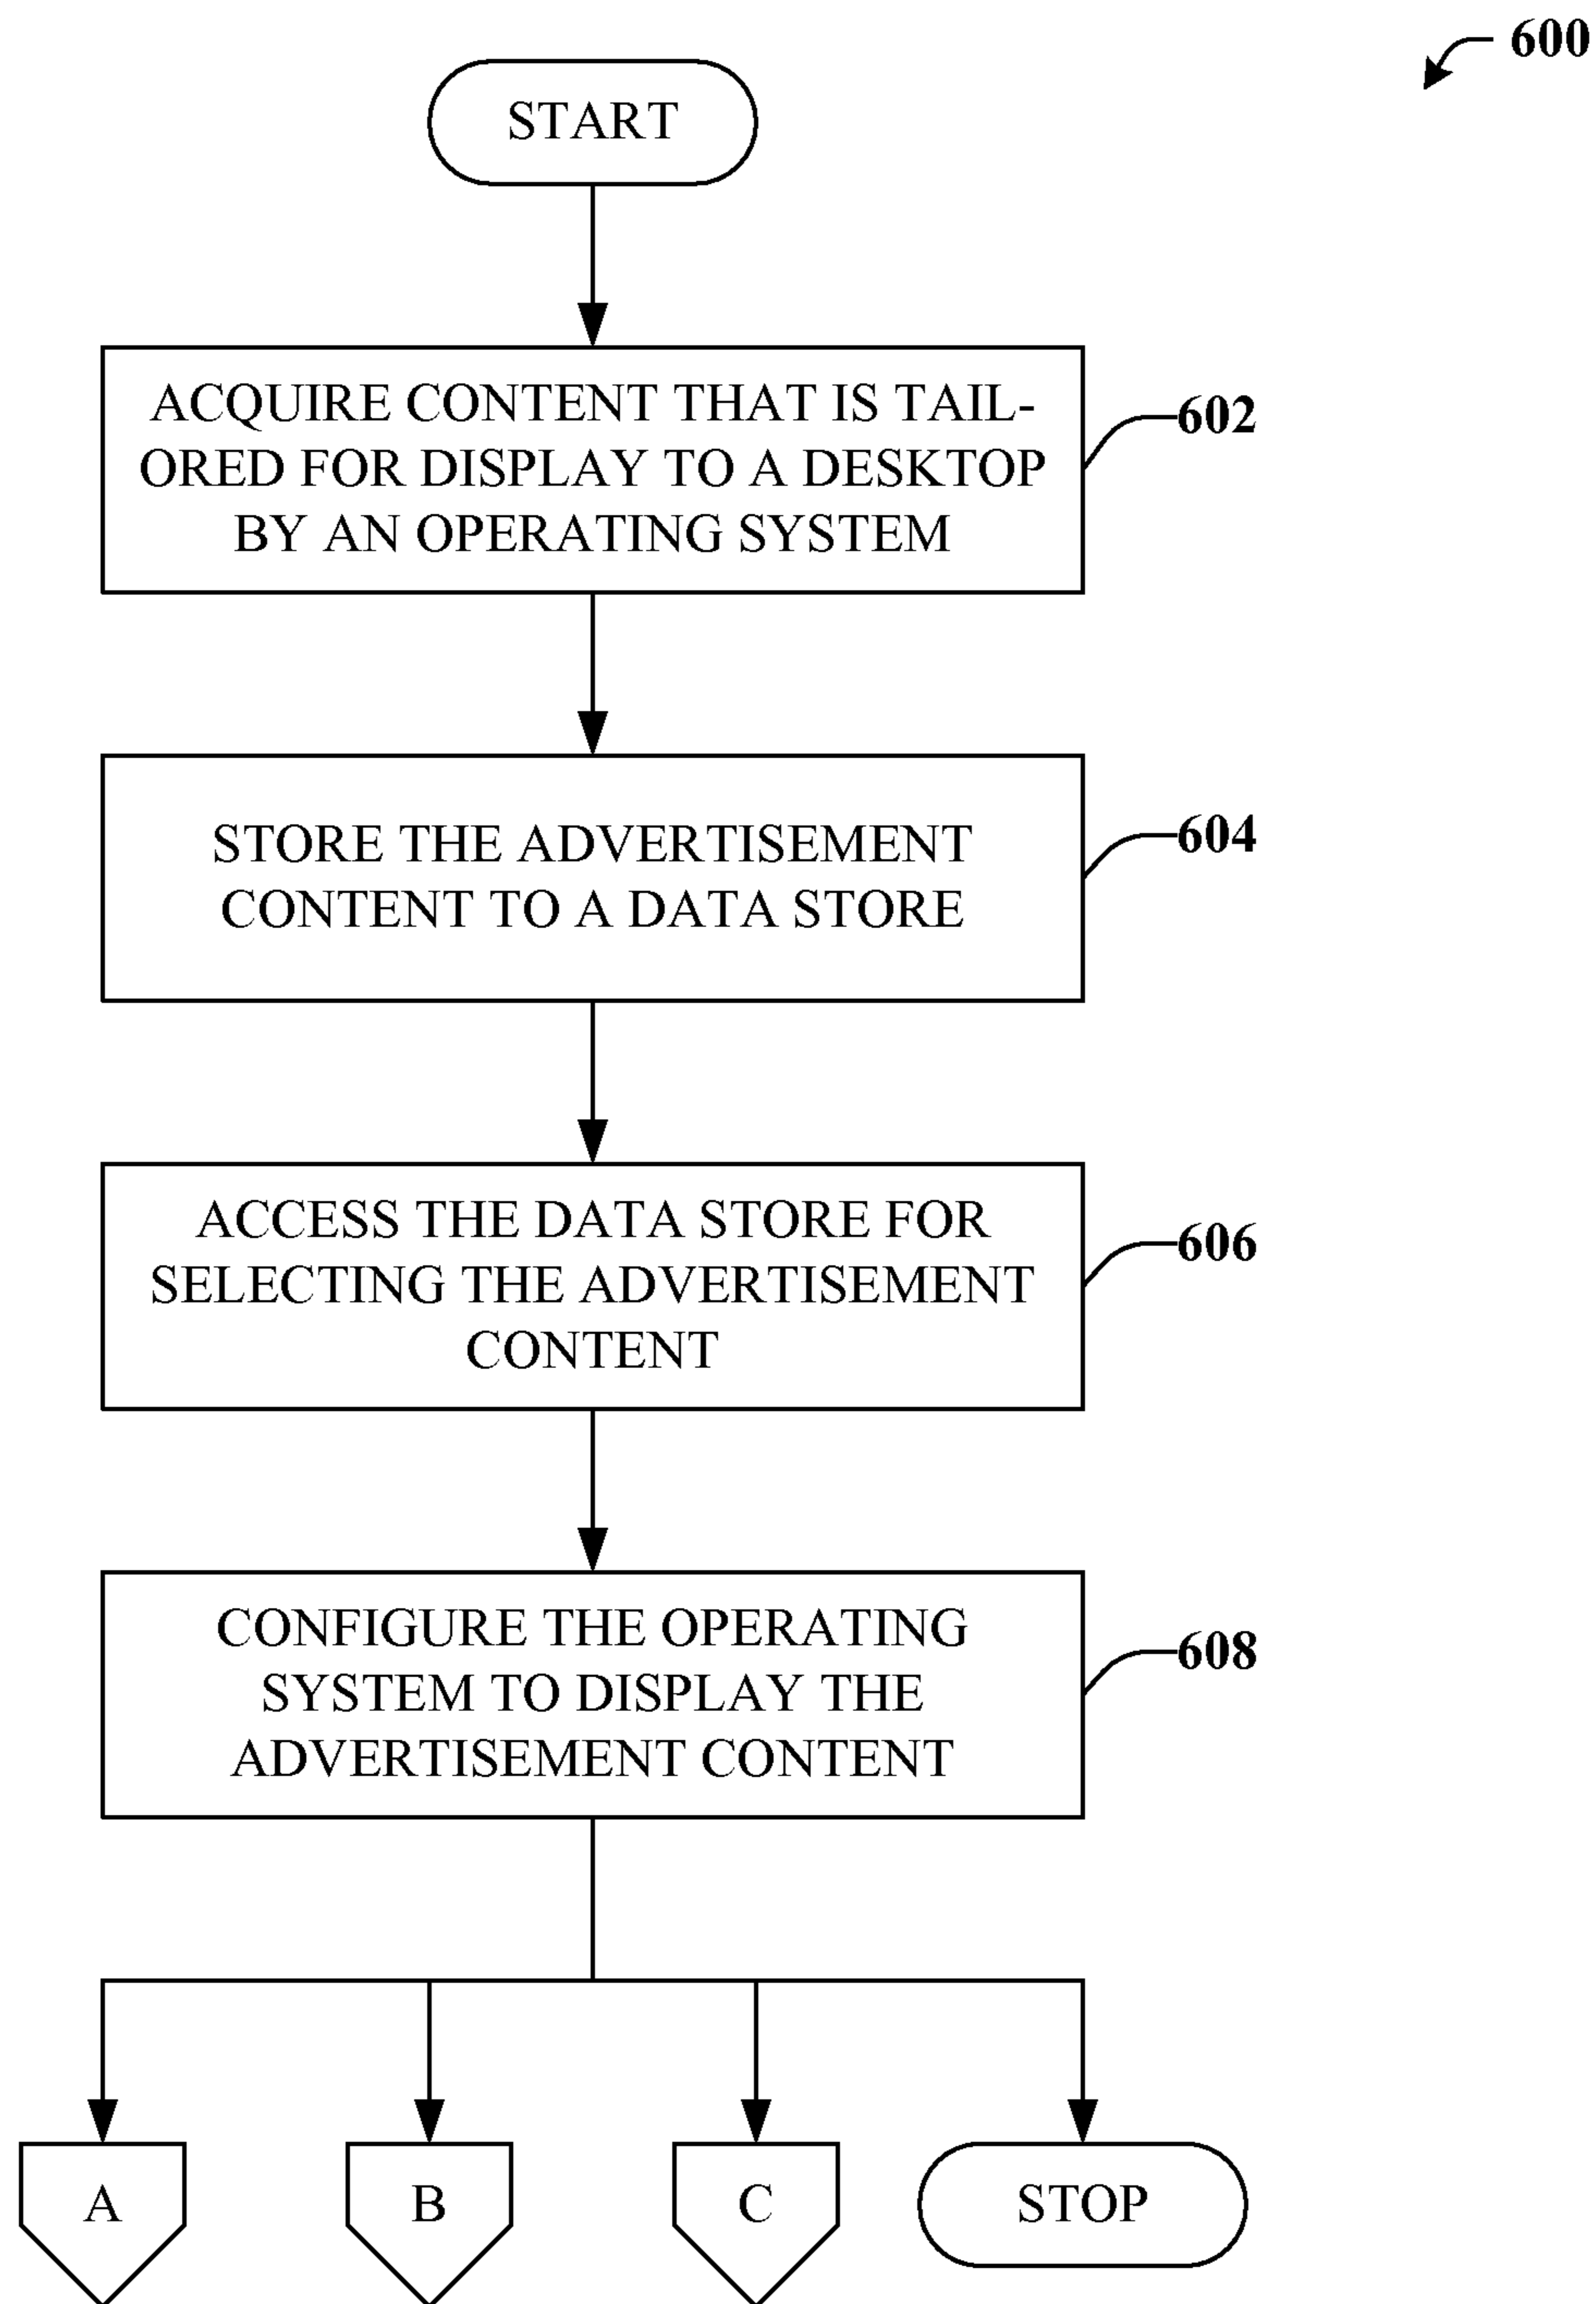 600
START
ACQUIRE CONTENT THAT IS TAIL-
ORED FOR DISPLAY TO A DESKTOP
BY AN OPERATING SYSTEM
602
STORE THE ADVERTISEMENT
CONTENT TO A DATA STORE
604
ACCESS THE DATA STORE FOR
SELECTING THE ADVERTISEMENT
CONTENT
606
CONFIGURE THE OPERATING
SYSTEM TO DISPLAY THE
ADVERTISEMENT CONTENT
608
A
B
C
STOP